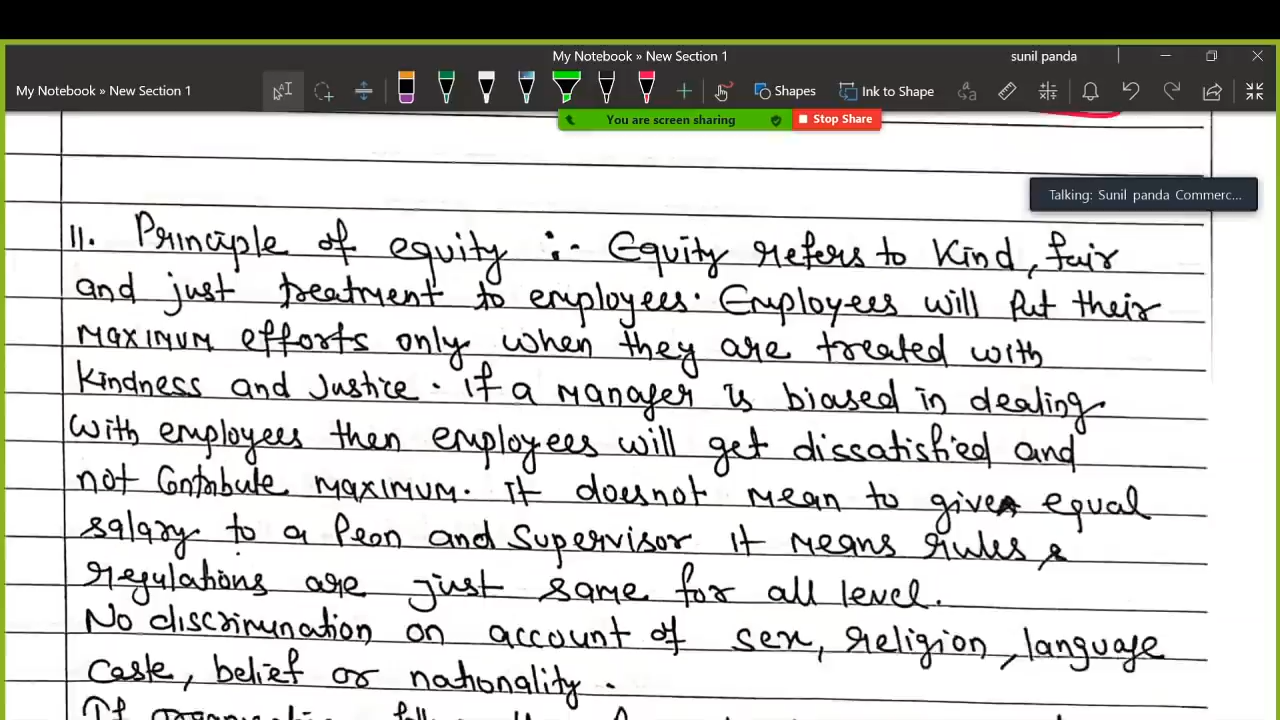 My Notebook » New Section 1
sunil panda
My Notebook » New Section 1
Shapes
Ink to Shape
You are screen sharing
Stop Share
Talking: Sunil panda Commerc...
11. Principle of equity :- Equity refers to Kind, fair
and just treatment to employees. Employees will put their
maximum efforts only when they are treated with
kindness and Justice. if a manager is biased in dealing
with employees then employees will get dissatisfied and
not Contribute maximum. it doesnot mean to give equal
salary to a Peon and Supervisor it means rules &
regulations are just same for all level.
No discrimination on account of sex, religion, language
caste, belief or nationality.
If organisation